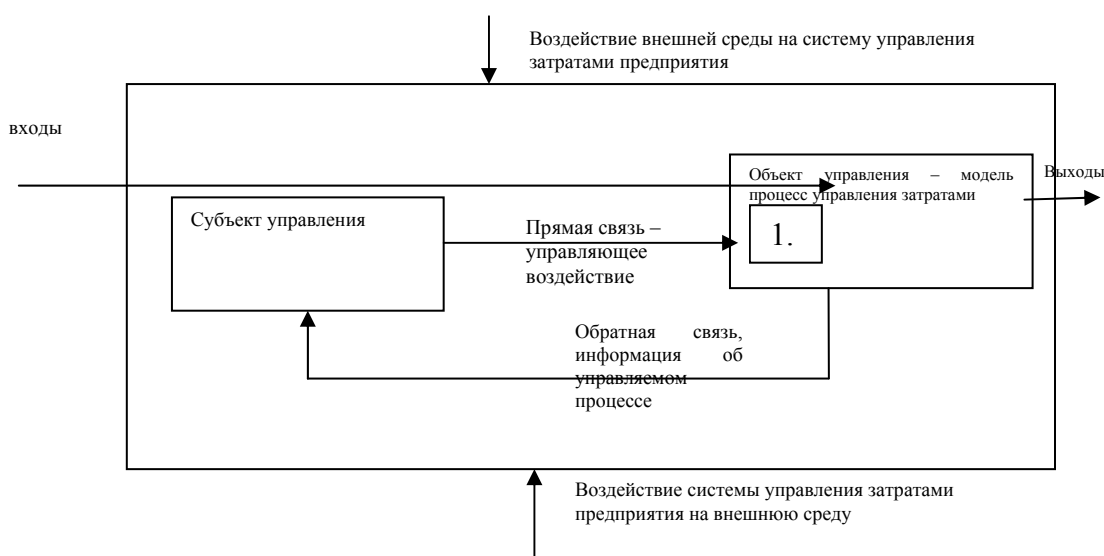 Воздействие внешней среды на систему управления
затратами предприятия
входы
Объект управления – модель
процесс управления затратами
Выходы
Субъект управления
1.
Прямая связь –
управляющее
воздействие
Обратная связь,
информация об
управляемом
процессе
Воздействие системы управления затратами
предприятия на внешнюю среду